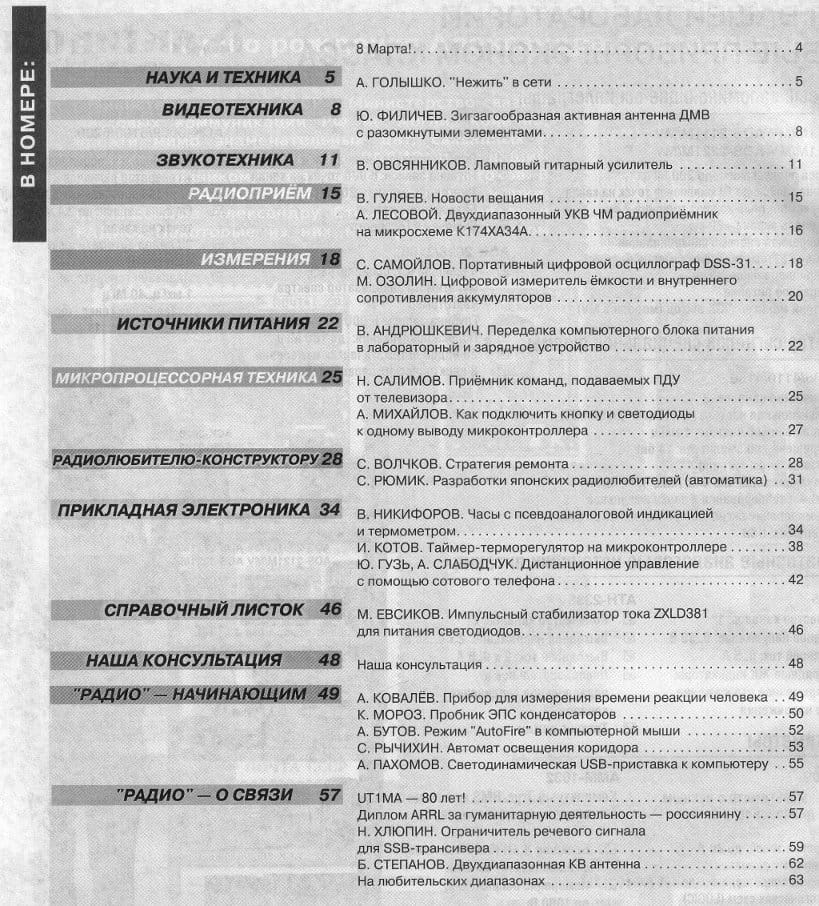 В НОМЕРЕ:
8 Марта!. . . . . . . . . . . . . . . . . . . . 4
НАУКА И ТЕХНИКА 5
А. ГОЛЫШКО. "Нежить" в сети . . . . . . . . . . 5
ВИДЕОТЕХНИКА 8
Ю. ФИЛИЧЕВ. Зигзагообразная активная антенна ДМВ
с разомкнутыми элементами. . . . . . . . . . 8
ЗВУКОТЕХНИКА 11
В. ОВСЯННИКОВ. Ламповый гитарный усилитель . . . . . . . . . . 11
РАДИОПРИЁМ 15
В. ГУЛЯЕВ. Новости вещания . . . . . . . . . . 15
А. ЛЕСОВОЙ. Двухдиапазонный УКВ ЧМ радиоприёмник
на микросхеме К174ХА34А. . . . . . . . . . 16
ИЗМЕРЕНИЯ 18
С. САМОЙЛОВ. Портативный цифровой осциллограф DSS-31. . . . . 18
М. ОЗОЛИН. Цифровой измеритель ёмкости и внутреннего
сопротивления аккумуляторов . . . . . . . . . . 20
ИСТОЧНИКИ ПИТАНИЯ 22
В. АНДРЮШКЕВИЧ. Переделка компьютерного блока питания
в лабораторный и зарядное устройство . . . . . . . . . . 22
МИКРОПРОЦЕССОРНАЯ ТЕХНИКА 25
Н. САЛИМОВ. Приёмник команд, подаваемых ПДУ
от телевизора. . . . . . . . . . 25
А. МИХАЙЛОВ. Как подключить кнопку и светодиоды
к одному выводу микроконтроллера . . . . . . . . . . 27
РАДИОЛЮБИТЕЛЮ-КОНСТРУКТОРУ 28
С. ВОЛЧКОВ. Стратегия ремонта . . . . . . . . . . 28
С. РЮМИК. Разработки японских радиолюбителей (автоматика) . . 31
ПРИКЛАДНАЯ ЭЛЕКТРОНИКА 34
В. НИКИФОРОВ. Часы с псевдоаналоговой индикацией
и термометром. . . . . . . . . . 34
И. КОТОВ. Таймер-терморегулятор на микроконтроллере . . . . . . . 38
Ю. ГУЗЬ, А. СЛАБОДЧУК. Дистанционное управление
с помощью сотового телефона. . . . . . . . . . 42
СПРАВОЧНЫЙ ЛИСТОК 46
М. ЕВСИКОВ. Импульсный стабилизатор тока ZXLD381
для питания светодиодов. . . . . . . . . . 46
НАША КОНСУЛЬТАЦИЯ 48
Наша консультация . . . . . . . . . . 48
"РАДИО" — НАЧИНАЮЩИМ 49
А. КОВАЛЁВ. Прибор для измерения времени реакции человека . . 49
К. МОРОЗ. Пробник ЭПС конденсаторов . . . . . . . . . . 50
А. БУТОВ. Режим "AutoFire" в компьютерной мыши . . . . . . . . . . 52
С. РЫЧИХИН. Автомат освещения коридора . . . . . . . . . . 53
А. ПАХОМОВ. Светодинамическая USB-приставка к компьютеру . . 55
"РАДИО" — О СВЯЗИ 57
UT1MA — 80 лет! . . . . . . . . . . 57
Диплом ARRL за гуманитарную деятельность — россиянину . . . . . 57
Н. ХЛЮПИН. Ограничитель речевого сигнала
для SSB-трансивера . . . . . . . . . . 59
Б. СТЕПАНОВ. Двухдиапазонная КВ антенна . . . . . . . . . . 62
На любительских диапазонах . . . . . . . . . . 63